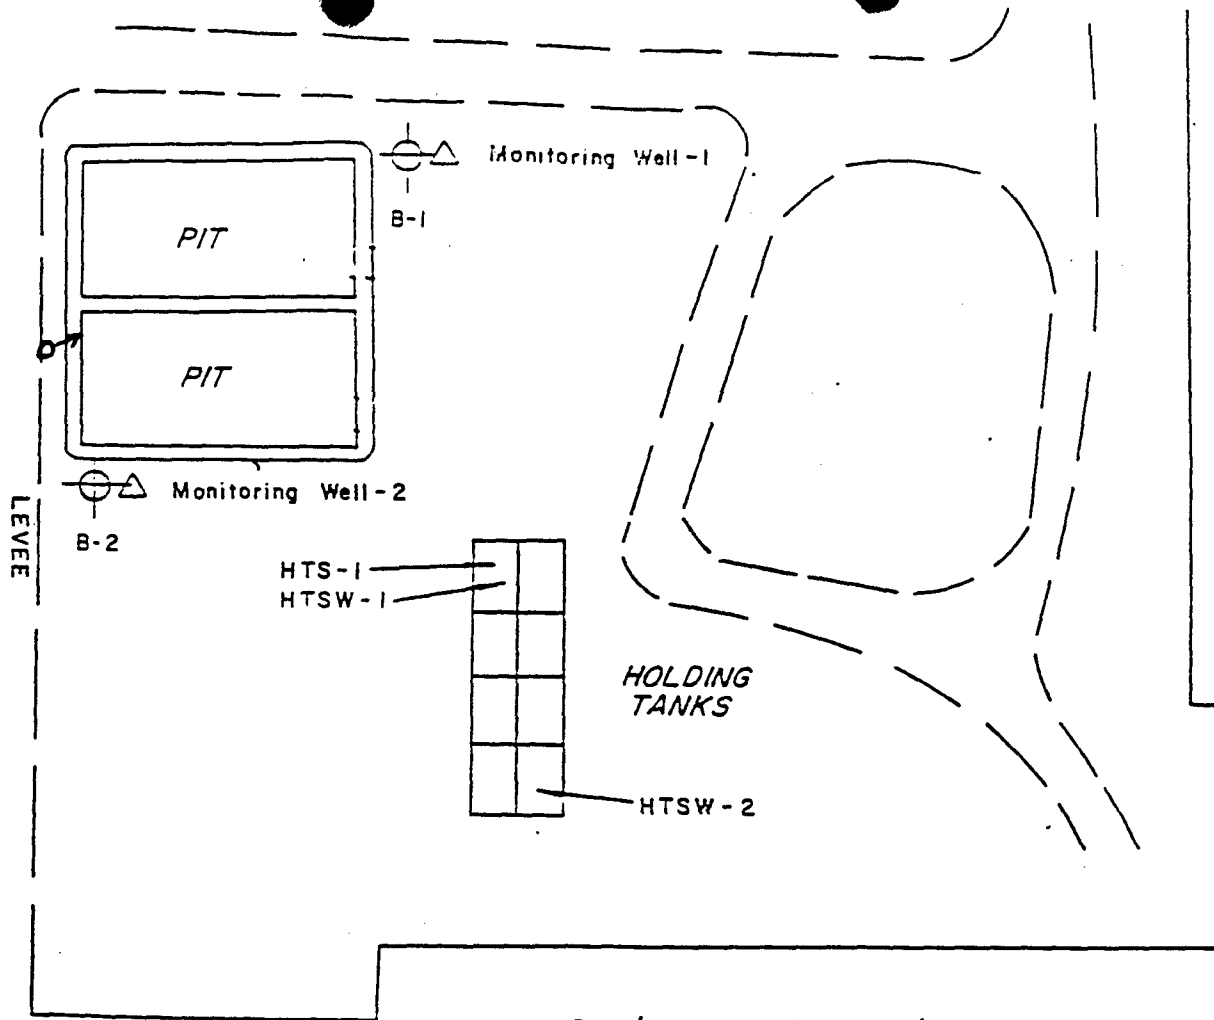 Monitoring Well-1
B-1
PIT
PIT
Monitoring Well-2
B-2
LEVEE
HTS-1
HTSW-1
HOLDING
TANKS
HTSW-2